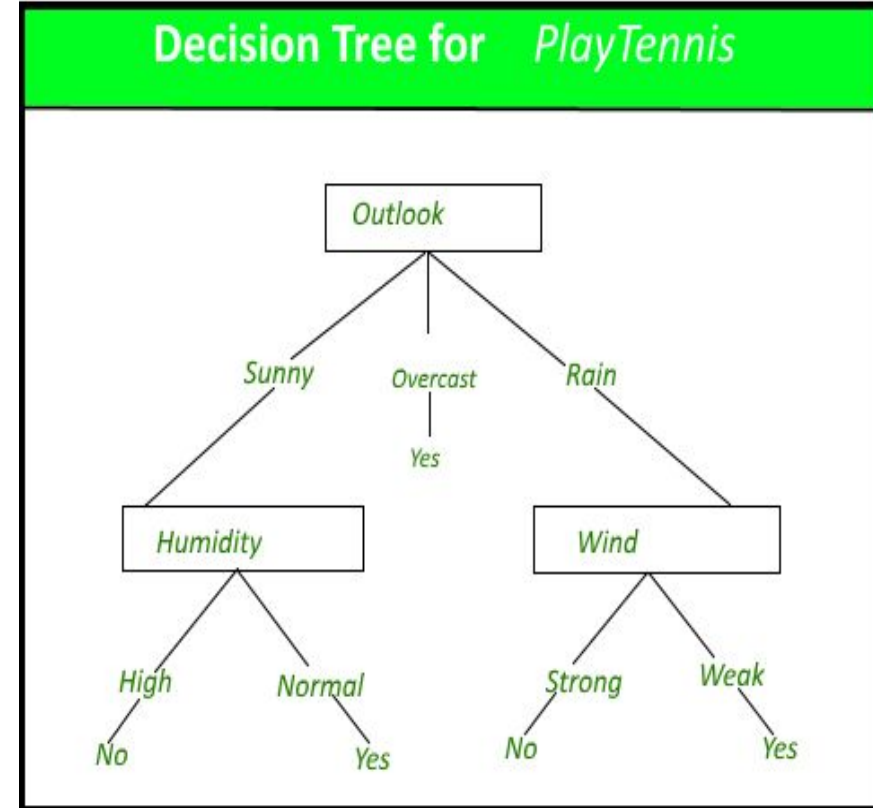 Decision Tree for PlayTennis
Outlook
Sunny Overcast Rain
Yes
Humidity Wind
High Normal Strong Weak
No Yes No Yes